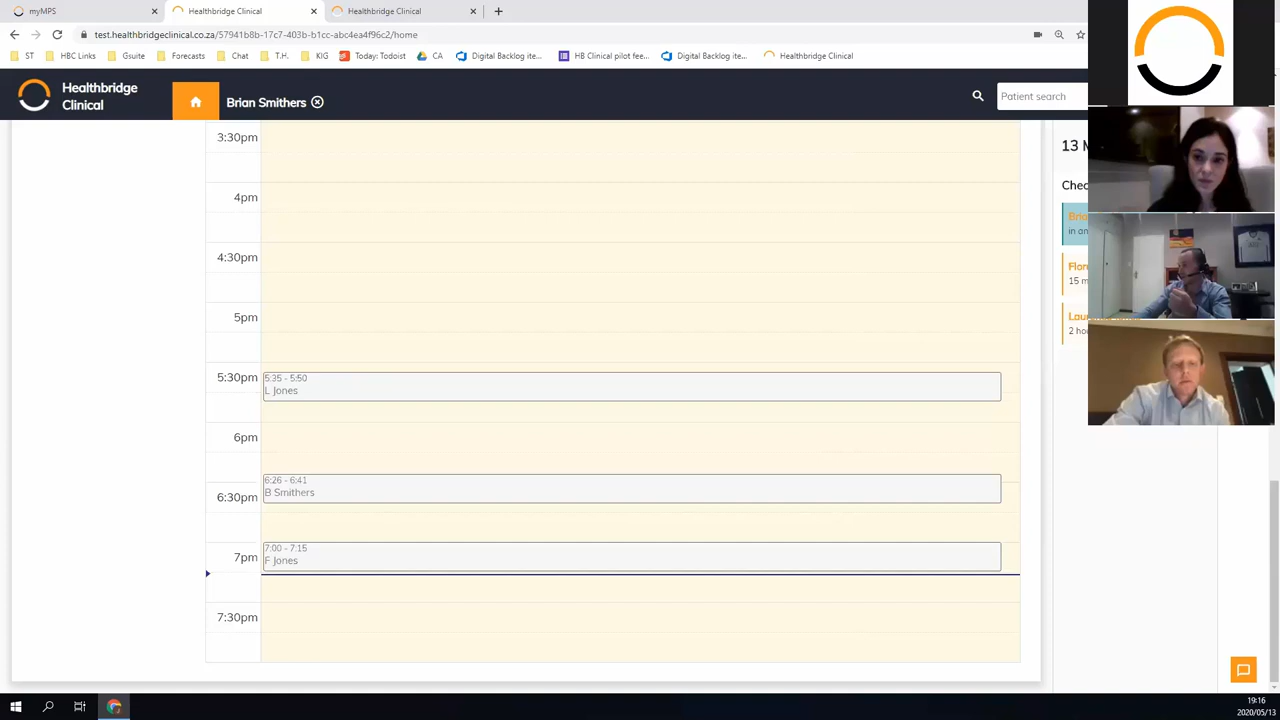 myMPS
Healthbridge Clinical
Healthbridge Clinical
test.healthbridgeclinical.co.za/57941b8b-17c7-403b-b1cc-abc4ea4f96c2/home
ST
HBC Links
Gsuite
Forecasts
Chat
T.H.
KIG
Today: Todoist
CA
Digital Backlog ite...
HB Clinical pilot fee...
Digital Backlog ite...
Healthbridge Clinical
Healthbridge
Clinical
Brian Smithers
Patient search
3:30pm
4pm
4:30pm
5pm
5:30pm
5:35 - 5:50
L Jones
6pm
6:26 - 6:41
B Smithers
6:30pm
7:00 - 7:15
F Jones
7pm
7:30pm
13 M
Chec
Bria
in an
Flore
15 m
2 ho
19:16
2020/05/13